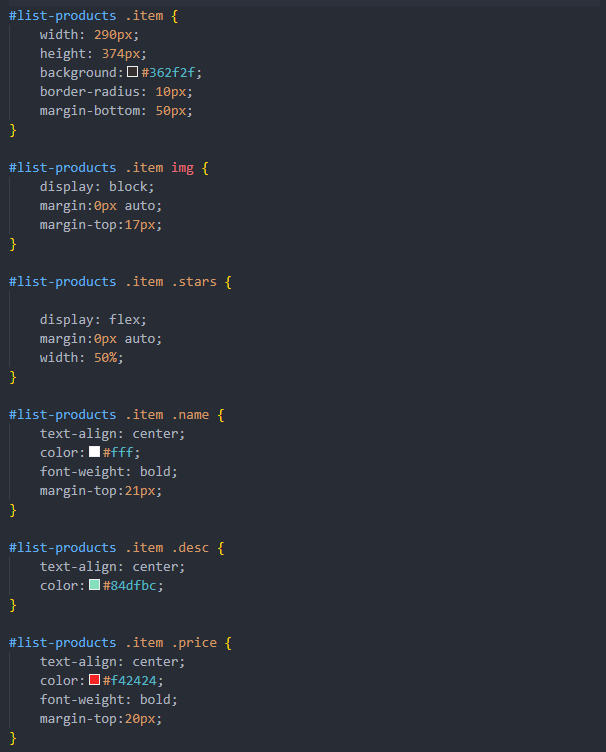 #list-products .item {
    width: 290px;
    height: 374px;
    background:#362f2f;
    border-radius: 10px;
    margin-bottom: 50px;
}

#list-products .item img {
    display: block;
    margin:0px auto;
    margin-top:17px;
}

#list-products .item .stars {

    display: flex;
    margin:0px auto;
    width: 50%;
}

#list-products .item .name {
    text-align: center;
    color:#fff;
    font-weight: bold;
    margin-top:21px;
}

#list-products .item .desc {
    text-align: center;
    color:#84dfbc;
}

#list-products .item .price {
    text-align: center;
    color:#f42424;
    font-weight: bold;
    margin-top:20px;
}